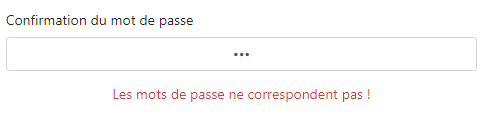 Confirmation du mot de passe
•••
Les mots de passe ne correspondent pas !